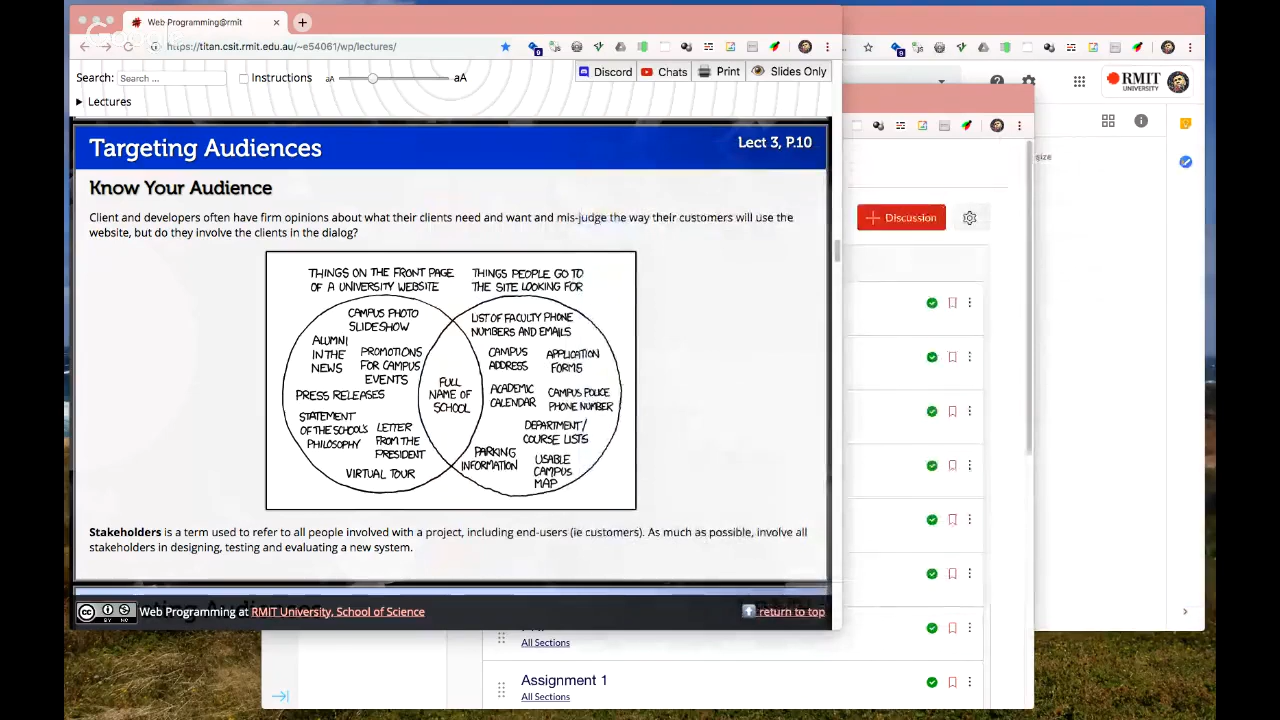 Web Programming@rmit
Google
https://titan.csit.rmit.edu.au/~e54061/wp/lectures/
Search:
Search ...
Instructions
aA
aA
Discord
Chats
Print
Slides Only
Lectures
Targeting Audiences
Lect 3, P.10
Know Your Audience
Client and developers often have firm opinions about what their clients need and want and mis-judge the way their customers will use the
website, but do they involve the clients in the dialog?
THINGS ON THE FRONT PAGE
OF A UNIVERSITY WEBSITE
THINGS PEOPLE GO TO
THE SITE LOOKING FOR
CAMPUS PHOTO
SLIDESHOW
ALUMNI
IN THE
NEWS
PROMOTIONS
FOR CAMPUS
EVENTS
PRESS RELEASES
STATEMENT
OF THE SCHOOL'S
PHILOSOPHY
LETTER
FROM THE
PRESIDENT
VIRTUAL TOUR
FULL
NAME OF
SCHOOL
LIST OF FACULTY PHONE
NUMBERS AND EMAILS
CAMPUS
ADDRESS
APPLICATION
FORMS
ACADEMIC
CALENDAR
CAMPUS POLICE
PHONE NUMBER
DEPARTMENT/
COURSE LISTS
PARKING
INFORMATION
USABLE
CAMPUS
MAP
Stakeholders is a term used to refer to all people involved with a project, including end-users (ie customers). As much as possible, involve all
stakeholders in designing, testing and evaluating a new system.
Web Programming at RMIT University, School of Science
return to top
RMIT
UNIVERSITY
size
Discussion
All Sections
Assignment 1
All Sections